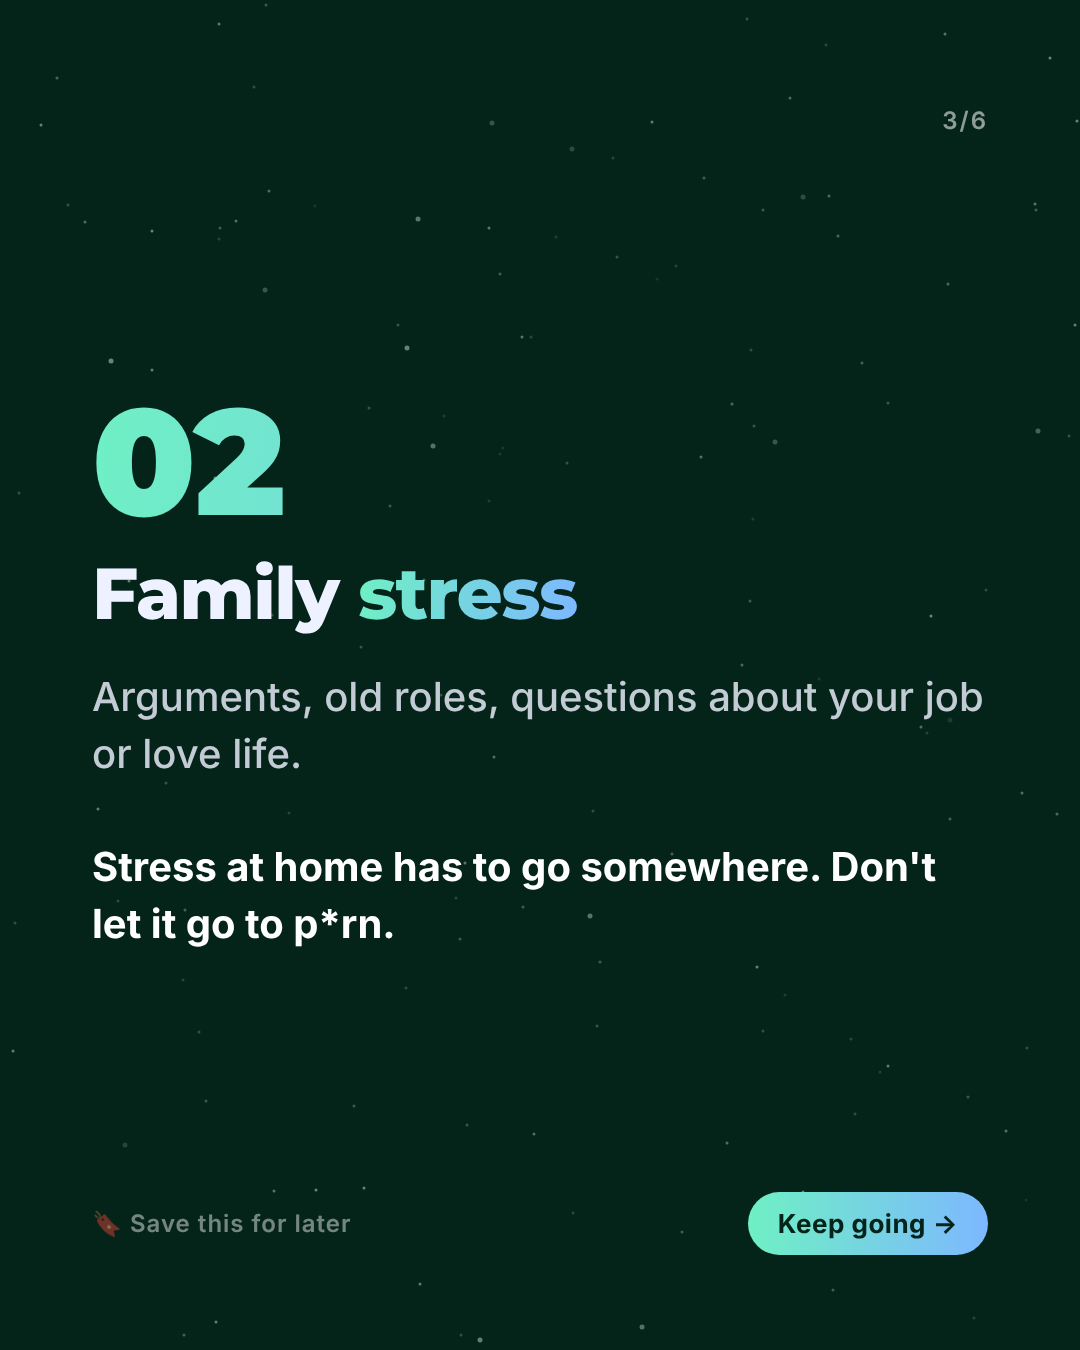 3/6
02
Family stress
Arguments, old roles, questions about your job
or love life.
Stress at home has to go somewhere. Don't
let it go to p*rn.
🔖 Save this for later
Keep going →